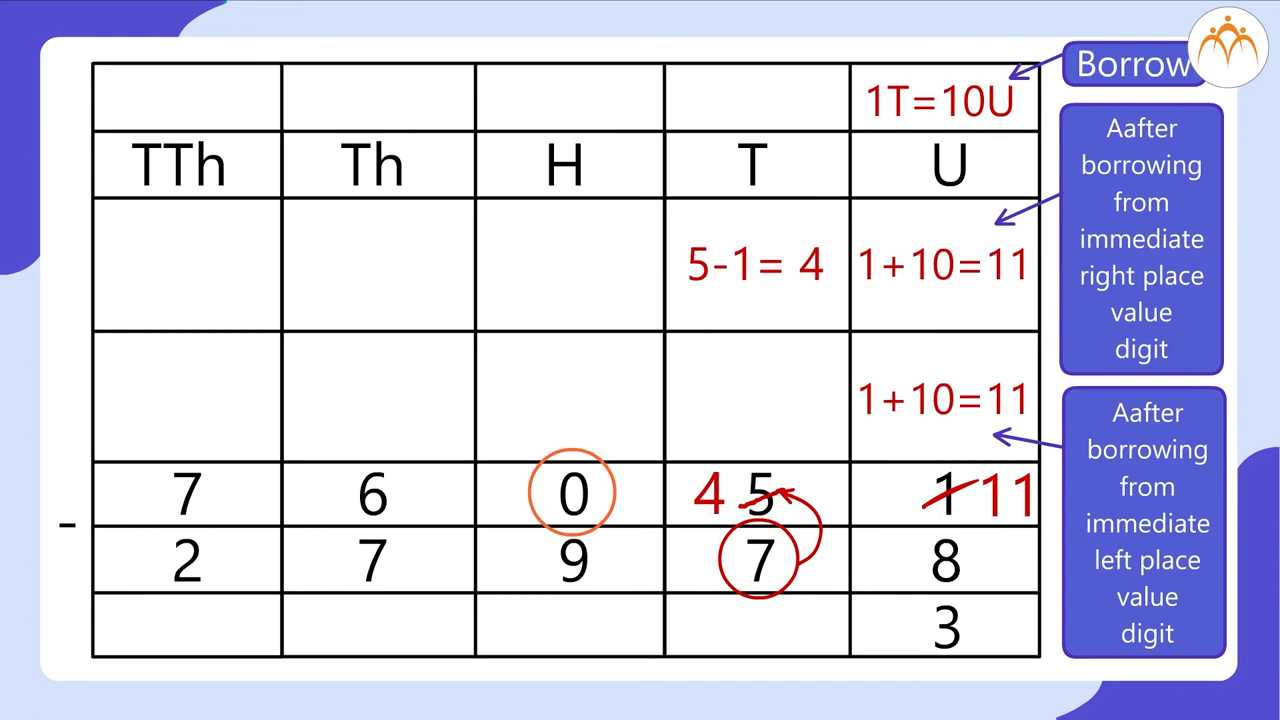 Borrow
1T=10U
TTh Th H T U
5-1= 4 1+10=11
Aafter
borrowing
from
immediate
right place
value
digit
1+10=11
Aafter
borrowing
from
immediate
left place
value
digit
7 6 0 4 5 1 11
- 2 7 9 7 8
3